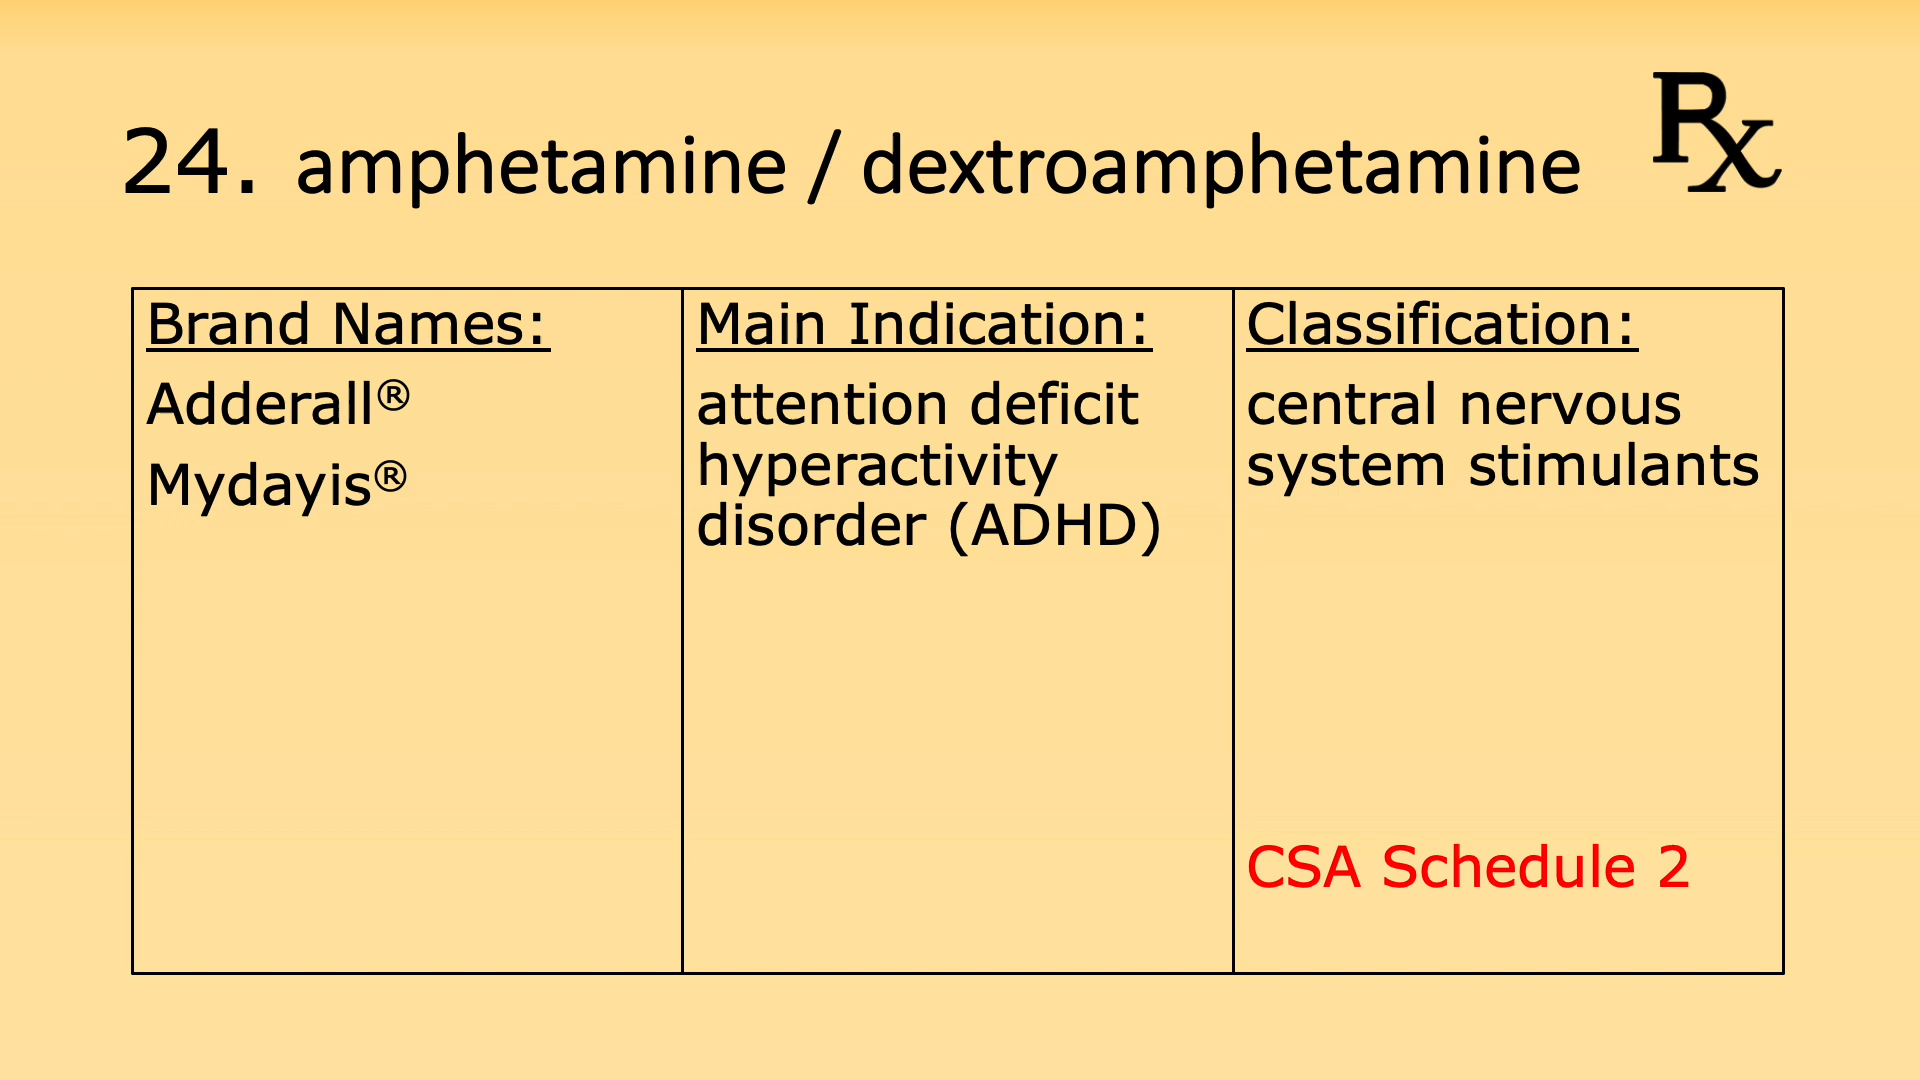 24. amphetamine / dextroamphetamine
Rx
Brand Names:
Adderall®
Mydayis®
Main Indication:
attention deficit
hyperactivity
disorder (ADHD)
Classification:
central nervous
system stimulants
CSA Schedule 2